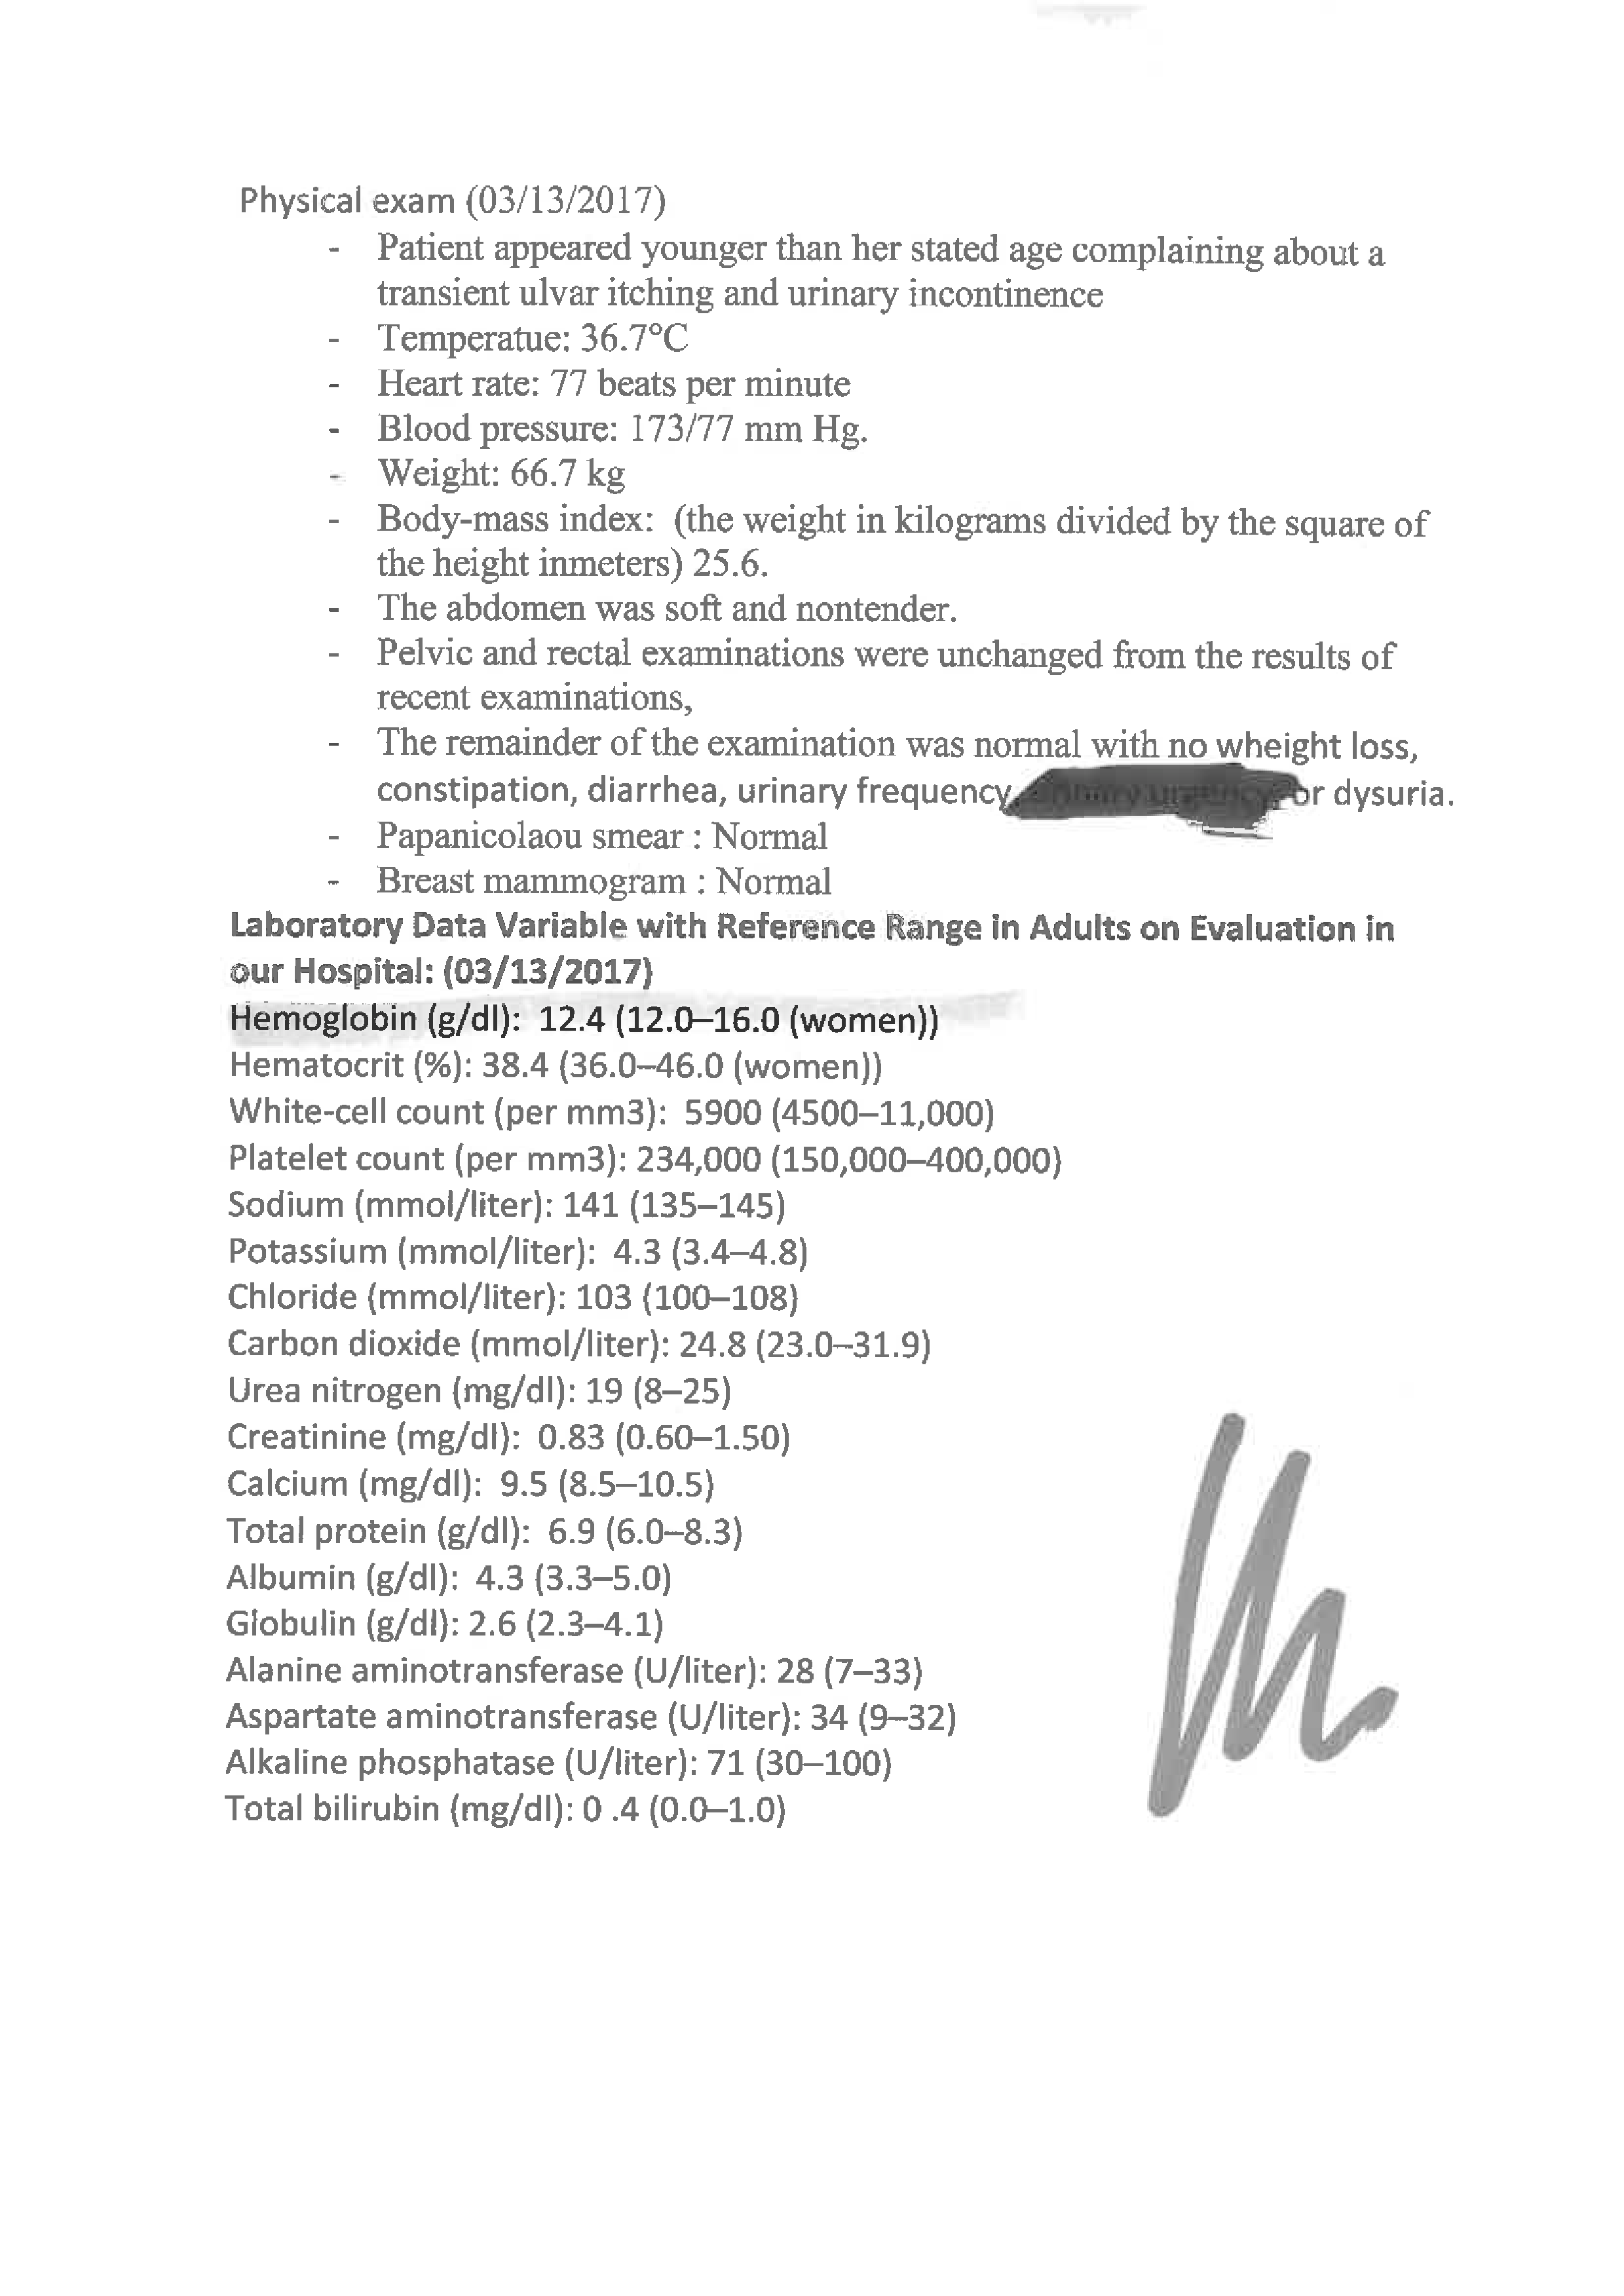 Physical exam (03/13/2017)
- Patient appeared younger than her stated age complaining about a
transient ulvar itching and urinary incontinence
- Temperatue: 36.7°C
- Heart rate: 77 beats per minute
- Blood pressure: 173/77 mm Hg.
- Weight: 66.7 kg
- Body-mass index: (the weight in kilograms divided by the square of
the height inmeters) 25.6.
- The abdomen was soft and nontender.
- Pelvic and rectal examinations were unchanged from the results of
recent examinations,
- The remainder of the examination was normal with no wheight loss,
constipation, diarrhea, urinary frequency, or dysuria.
- Papanicolaou smear : Normal
- Breast mammogram : Normal
Laboratory Data Variable with Reference Range in Adults on Evaluation in
our Hospital: (03/13/2017)
Hemoglobin (g/dl): 12.4 (12.0–16.0 (women))
Hematocrit (%): 38.4 (36.0–46.0 (women))
White-cell count (per mm3): 5900 (4500–11,000)
Platelet count (per mm3): 234,000 (150,000–400,000)
Sodium (mmol/liter): 141 (135–145)
Potassium (mmol/liter): 4.3 (3.4–4.8)
Chloride (mmol/liter): 103 (100–108)
Carbon dioxide (mmol/liter): 24.8 (23.0–31.9)
Urea nitrogen (mg/dl): 19 (8–25)
Creatinine (mg/dl): 0.83 (0.60–1.50)
Calcium (mg/dl): 9.5 (8.5–10.5)
Total protein (g/dl): 6.9 (6.0–8.3)
Albumin (g/dl): 4.3 (3.3–5.0)
Globulin (g/dl): 2.6 (2.3–4.1)
Alanine aminotransferase (U/liter): 28 (7–33)
Aspartate aminotransferase (U/liter): 34 (9–32)
Alkaline phosphatase (U/liter): 71 (30–100)
Total bilirubin (mg/dl): 0 .4 (0.0–1.0)